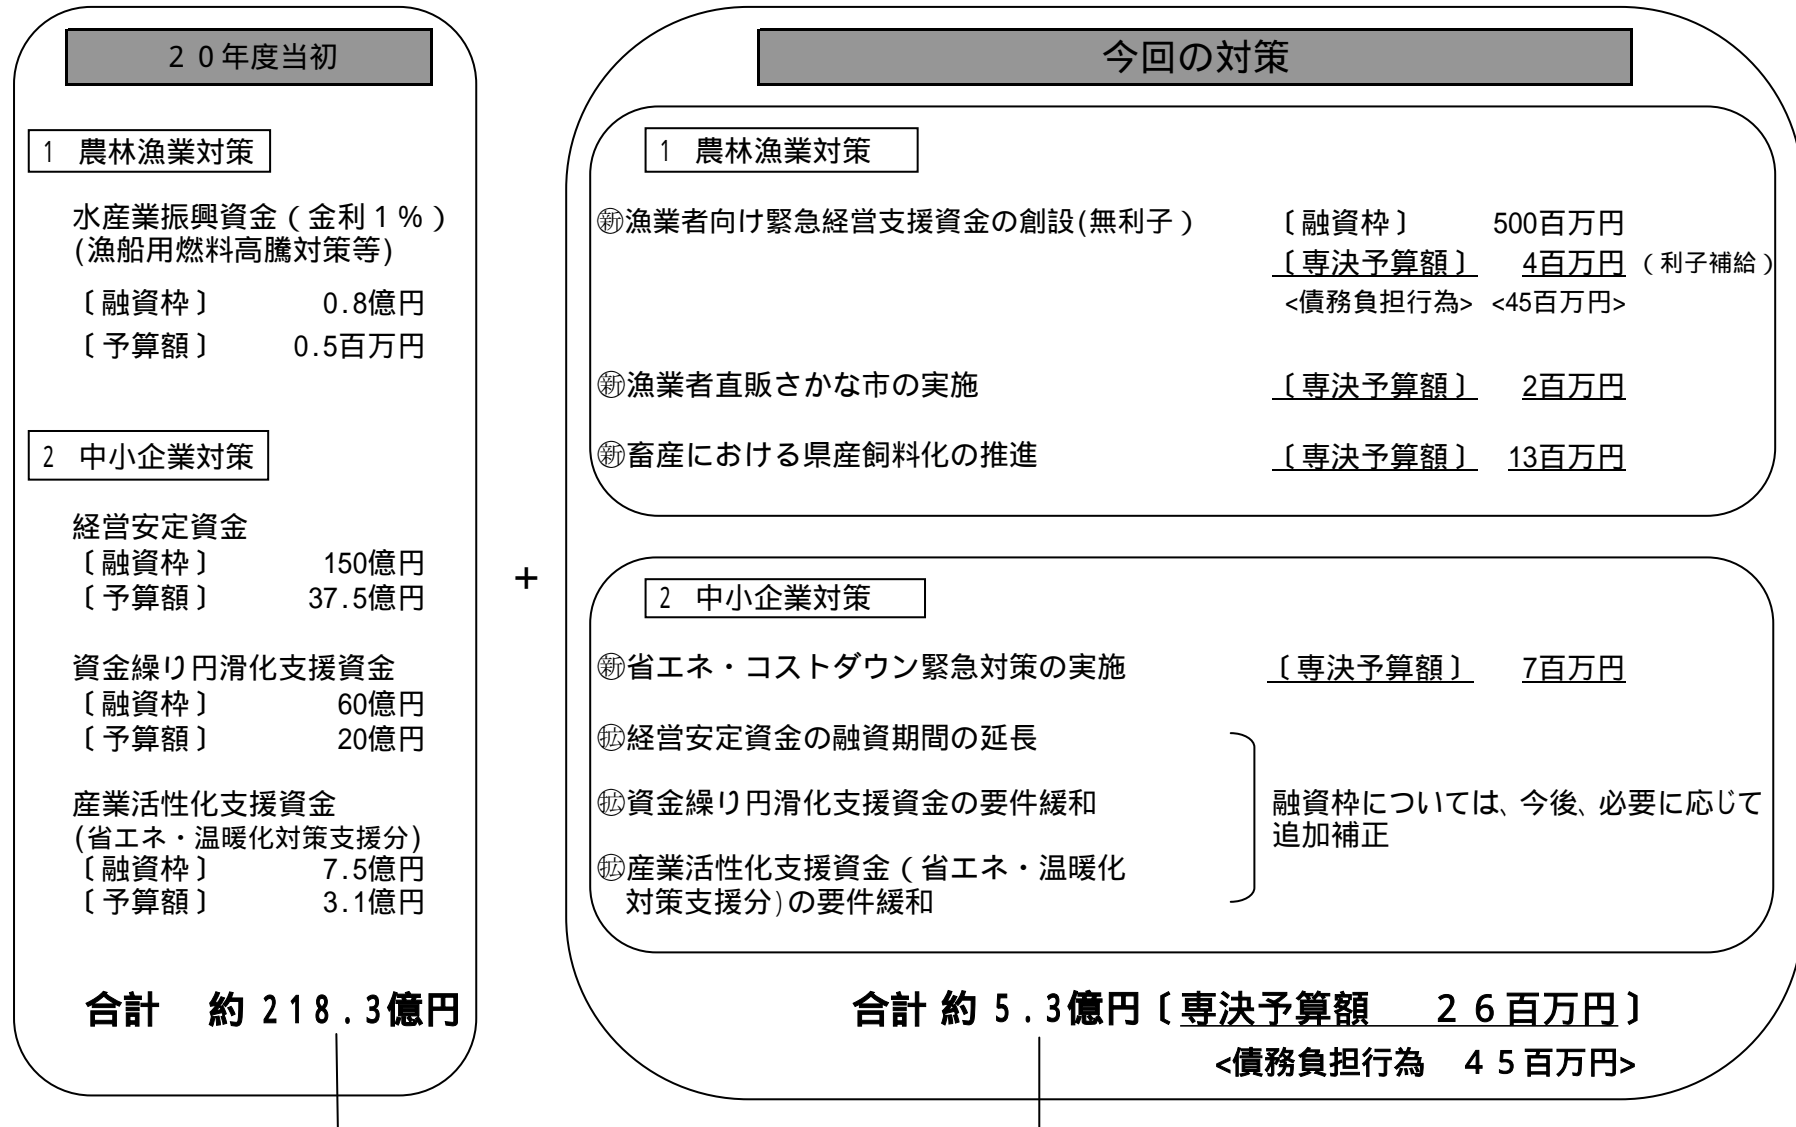 ２０年度当初
1 農林漁業対策
水産業振興資金（金利１％）
(漁船用燃料高騰対策等)
〔融資枠〕 0.8億円
〔予算額〕 0.5百万円
2 中小企業対策
経営安定資金
〔融資枠〕 150億円
〔予算額〕 37.5億円
資金繰り円滑化支援資金
〔融資枠〕 60億円
〔予算額〕 20億円
産業活性化支援資金
(省エネ・温暖化対策支援分)
〔融資枠〕 7.5億円
〔予算額〕 3.1億円
合計 約２１８．３億円
+
今回の対策
1 農林漁業対策
㊟漁業者向け緊急経営支援資金の創設(無利子） 〔融資枠〕 500百万円
〔専決予算額〕 4百万円（利子補給）
<債務負担行為> <45百万円>
新漁業者直販さかな市の実施 〔専決予算額〕 2百万円
新畜産における県産飼料化の推進 〔専決予算額〕 13百万円
2 中小企業対策
新省エネ・コストダウン緊急対策の実施 〔専決予算額〕 7百万円
拡経営安定資金の融資期間の延長
拡資金繰り円滑化支援資金の要件緩和
拡産業活性化支援資金（省エネ・温暖化
対策支援分)の要件緩和
融資枠については、今後、必要に応じて
追加補正
合計 約５．３億円〔専決予算額 ２６百万円〕
<債務負担行為 ４５百万円>